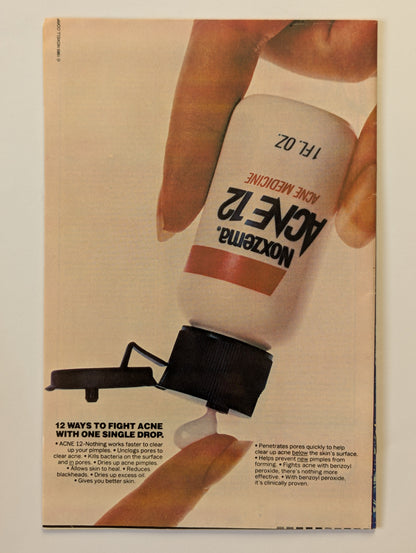 © 1983 NOXELL CORP.
1 FL. OZ.
ACNE MEDICINE
ACNE 12
Noxzema.
12 WAYS TO FIGHT ACNE
WITH ONE SINGLE DROP.
• ACNE 12-Nothing works faster to clear
up your pimples. • Unclogs pores to
clear acne. • Kills bacteria on the surface
and in pores. • Dries up acne pimples.
• Allows skin to heal. • Reduces
blackheads. • Dries up excess oil.
• Gives you better skin.
• Penetrates pores quickly to help
clear up acne below the skin's surface.
• Helps prevent new pimples from
forming. • Fights acne with benzoyl
peroxide, there's nothing more
effective. • With benzoyl peroxide,
it's clinically proven.